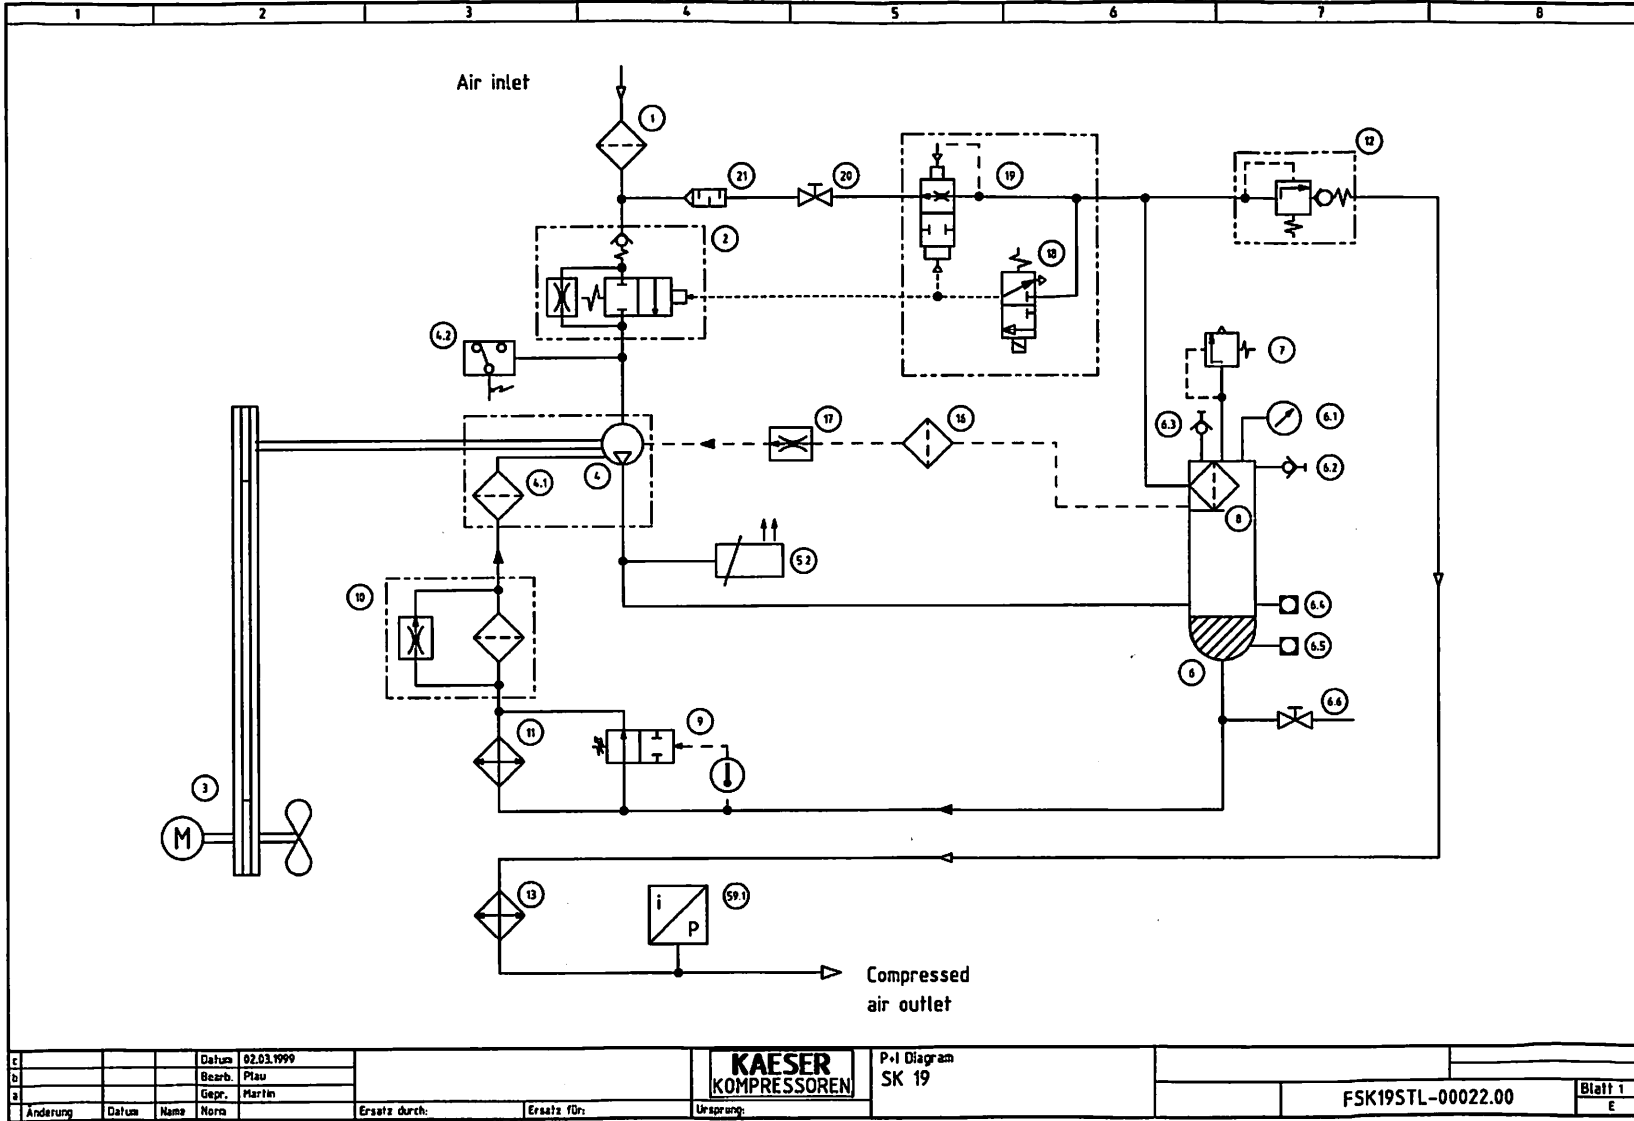 1 2 3 4 5 6 7 8
Air inlet
1
12
21
20
19
2
18
4.2
7
17
16
6.3
6.1
4.1
4
6.2
8
5.2
10
6.4
6.5
6
6.6
9
11
3
M
13
i
P
59.1
Compressed
air outlet
c
Datum 02.03.1999
b
Bearb. Plau
a
Gepr. Martin
Änderung Datum Name Norm
Ersatz durch:
Ersatz für:
KAESER
KOMPRESSOREN
Ursprung:
P+I Diagram
SK 19
FSK19STL-00022.00
Blatt 1
E